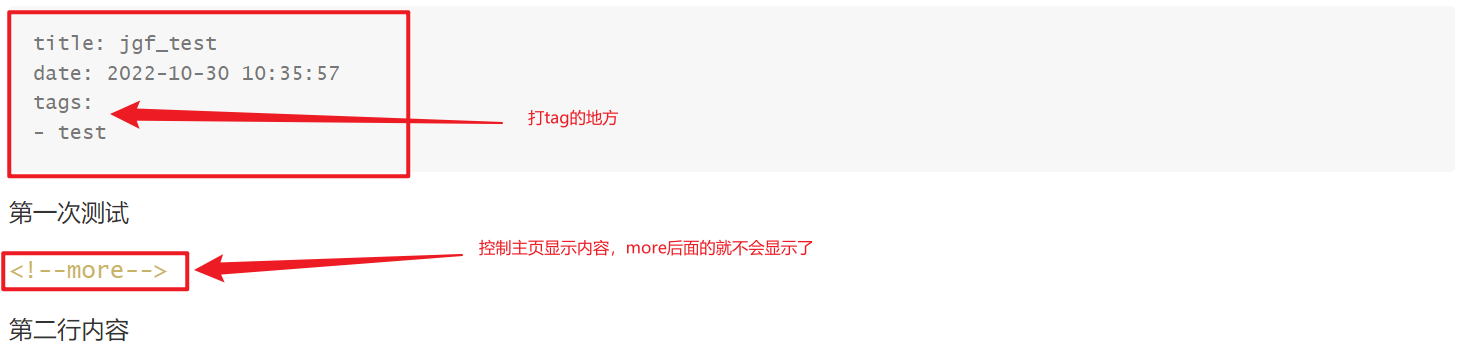 title: jgf_test
date: 2022-10-30 10:35:57
tags:
打tag的地方
- test
第一次测试
控制主页显示内容，more后面的就不会显示了
<!--more-->
第二行内容